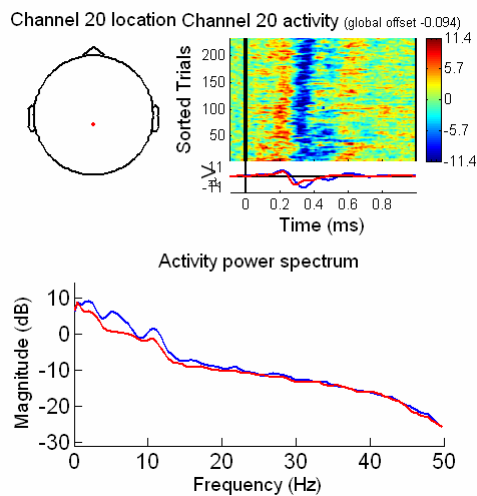 Channel 20 location Channel 20 activity (global offset -0.094)
11.4
5.7
0
-5.7
-11.4
Sorted Trials
200
150
100
50
0 0.2 0.4 0.6 0.8
Time (ms)
Activity power spectrum
Magnitude (dB)
10
0
-10
-20
-30
0 10 20 30 40 50
Frequency (Hz)